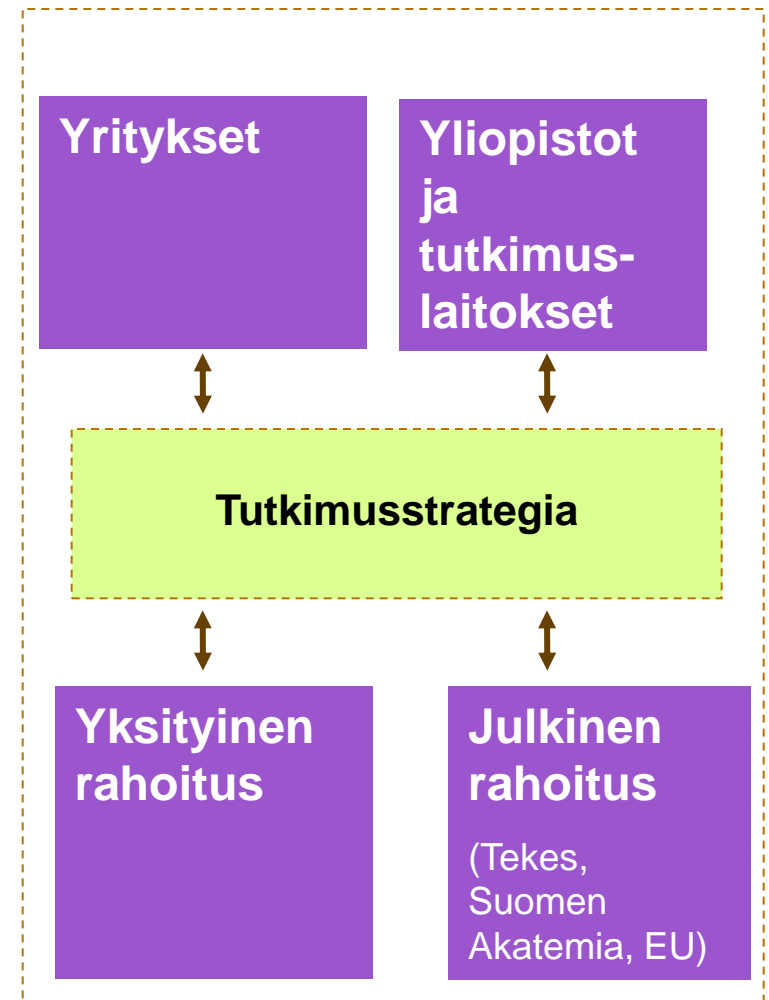 Yritykset
Yliopistot
ja
tutkimus-
laitokset
Tutkimusstrategia
Yksityinen
rahoitus
Julkinen
rahoitus
(Tekes,
Suomen
Akatemia, EU)